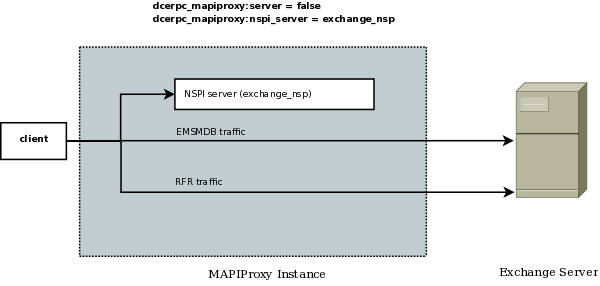 dcerpc_mapiproxy:server = false
dcerpc_mapiproxy:nspi_server = exchange_nsp
NSPI server (exchange_nsp)
client
EMSMDB traffic
RFR traffic
MAPIProxy Instance
Exchange Server